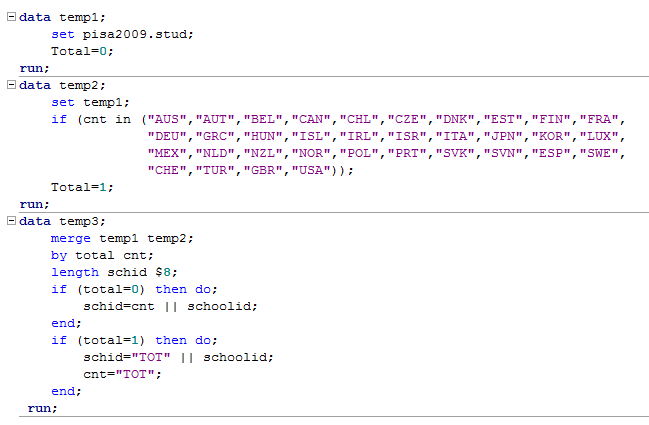 data temp1;
set pisa2009.stud;
Total=0;
run;
data temp2;
set temp1;
if (cnt in ("AUS","AUT","BEL","CAN","CHL","CZE","DNK","EST","FIN","FRA",
"DEU","GRC","HUN","ISL","IRL","ISR","ITA","JPN","KOR","LUX",
"MEX","NLD","NZL","NOR","POL","PRT","SVK","SVN","ESP","SWE",
"CHE","TUR","GBR","USA"));
Total=1;
run;
data temp3;
merge temp1 temp2;
by total cnt;
length schid $8;
if (total=0) then do;
schid=cnt || schoolid;
end;
if (total=1) then do;
schid="TOT" || schoolid;
cnt="TOT";
end;
run;